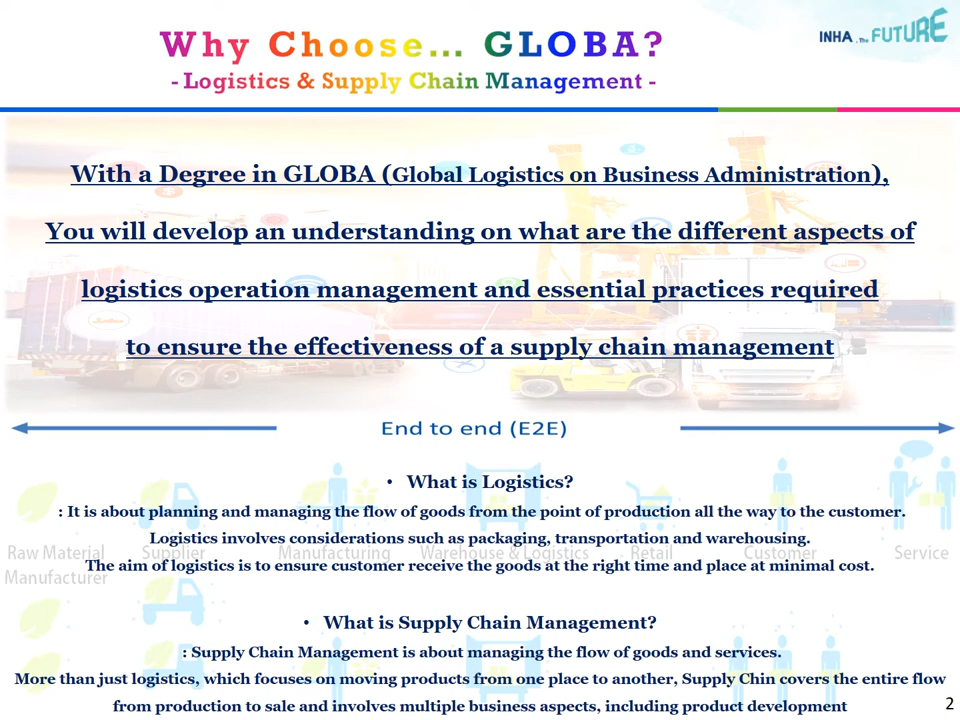 Why Choose... GLOBA?
- Logistics & Supply Chain Management -
INHA, The FUTURE
With a Degree in GLOBA (Global Logistics on Business Administration),
You will develop an understanding on what are the different aspects of
logistics operation management and essential practices required
to ensure the effectiveness of a supply chain management
End to end (E2E)
• What is Logistics?
: It is about planning and managing the flow of goods from the point of production all the way to the customer.
Logistics involves considerations such as packaging, transportation and warehousing.
Raw Material Manufacturer
Supplier
Manufacturing
Warehouse & Logistics
Retail
Customer
Service
The aim of logistics is to ensure customer receive the goods at the right time and place at minimal cost.
• What is Supply Chain Management?
: Supply Chain Management is about managing the flow of goods and services.
More than just logistics, which focuses on moving products from one place to another, Supply Chin covers the entire flow
from production to sale and involves multiple business aspects, including product development
2